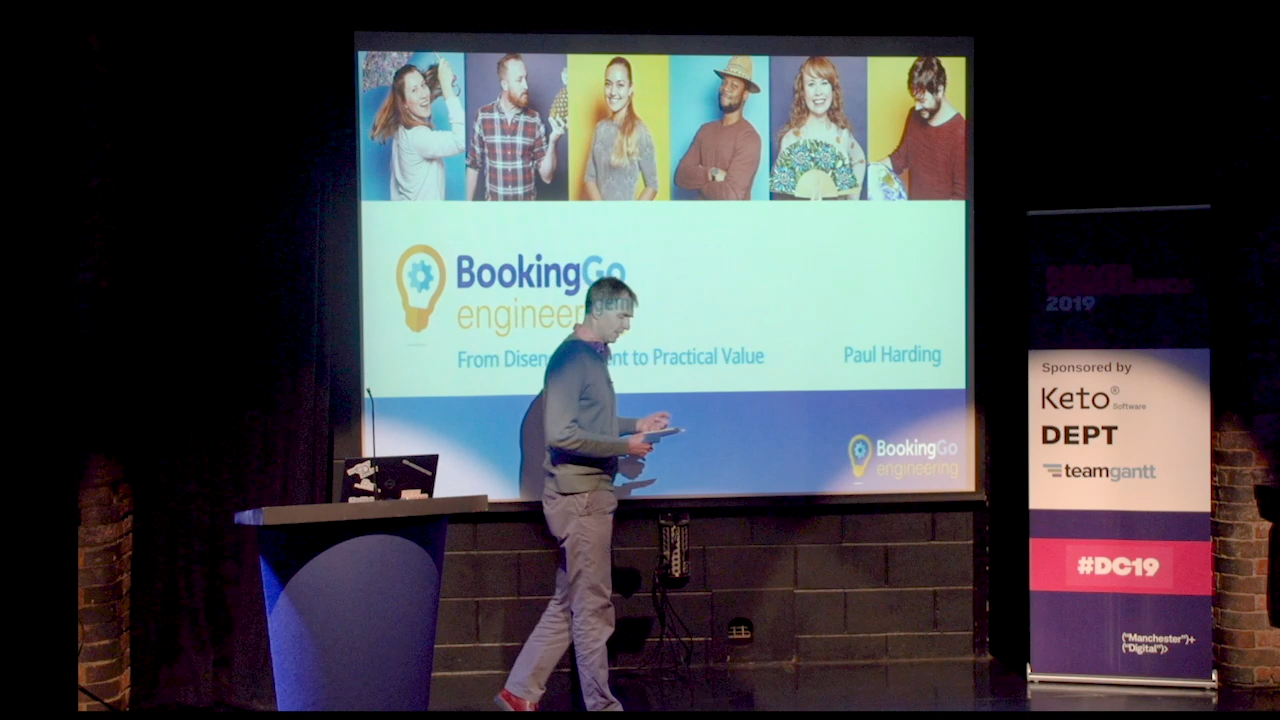 BookingGo
engineer
From Disen ent to Practical Value
Paul Harding
BookingGo
engineering
2019
Sponsored by
Keto®
Software
DEPT
teamgantt
#DC19
{"Manchester"}+
{"Digital"}>